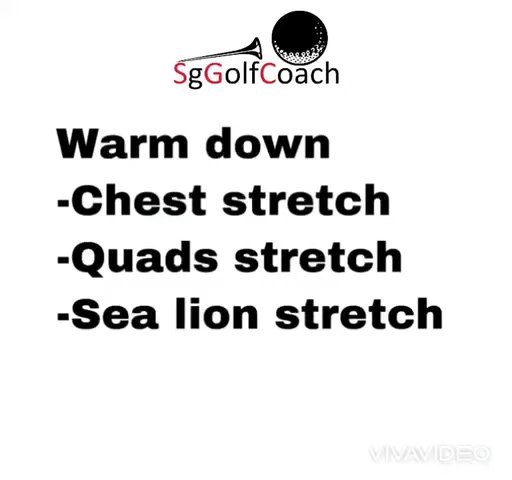 SgGolfCoach
Warm down
-Chest stretch
-Quads stretch
-Sea lion stretch
VIVAVIDEO